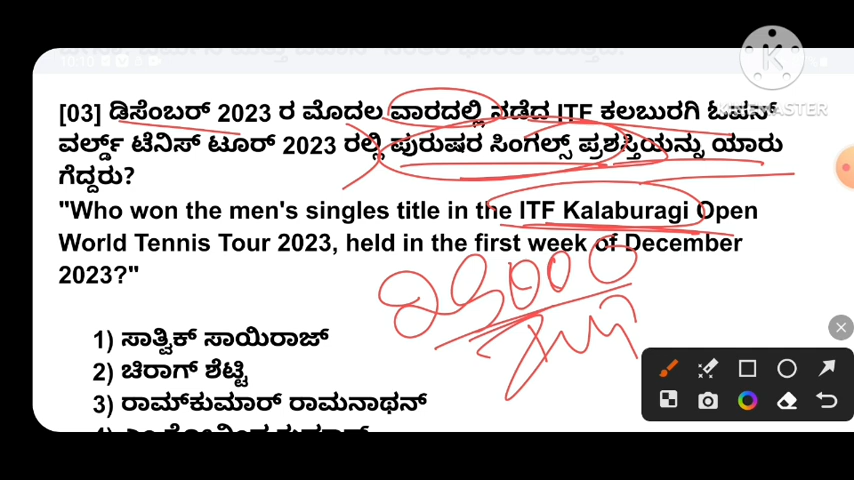 [03] ಡಿಸೆಂಬರ್ 2023 ರ ಮೊದಲ ವಾರದಲ್ಲಿ ನಡೆದ ITF ಕಲಬುರಗಿ ಓಪನ್
ವರ್ಲ್ಡ್ ಟೆನಿಸ್ ಟೂರ್ 2023 ರಲ್ಲಿ ಪುರುಷರ ಸಿಂಗಲ್ಸ್ ಪ್ರಶಸ್ತಿಯನ್ನು ಯಾರು
ಗೆದ್ದರು?
"Who won the men's singles title in the ITF Kalaburagi Open
World Tennis Tour 2023, held in the first week of December
2023?"
1) ಸಾತ್ವಿಕ್ ಸಾಯಿರಾಜ್
2) ಚಿರಾಗ್ ಶೆಟ್ಟಿ
3) ರಾಮ್‌ಕುಮಾರ್ ರಾಮನಾಥನ್